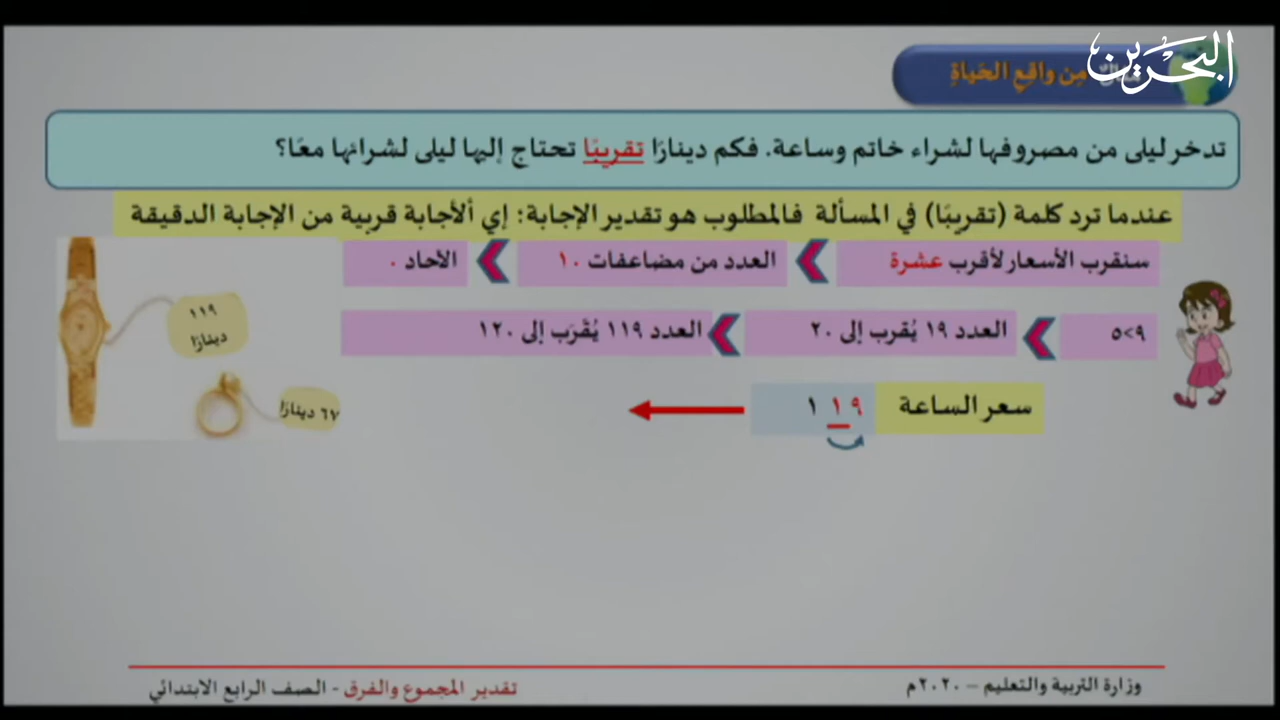 البحرين
من واقع الحياة
تدخر ليلى من مصروفها لشراء خاتم وساعة. فكم دينارًا تقريبًا تحتاج إليها ليلى لشرائها معًا؟
عندما ترد كلمة (تقريبًا) في المسألة فالمطلوب هو تقدير الإجابة: إي ألأجابة قريبة من الإجابة الدقيقة
سنقرب الأسعار لأقرب عشرة
العدد من مضاعفات ١٠
الآحاد ٠
٩>٥
العدد ١٩ يُقرب إلى ٢٠
العدد ١١٩ يُقَرَب إلى ١٢٠
١١٩
دينارًا
٦٧ دينارًا
سعر الساعة
١١٩
وزارة التربية والتعليم – ٢٠٢٠م
تقدير المجموع والفرق - الصف الرابع الابتدائي